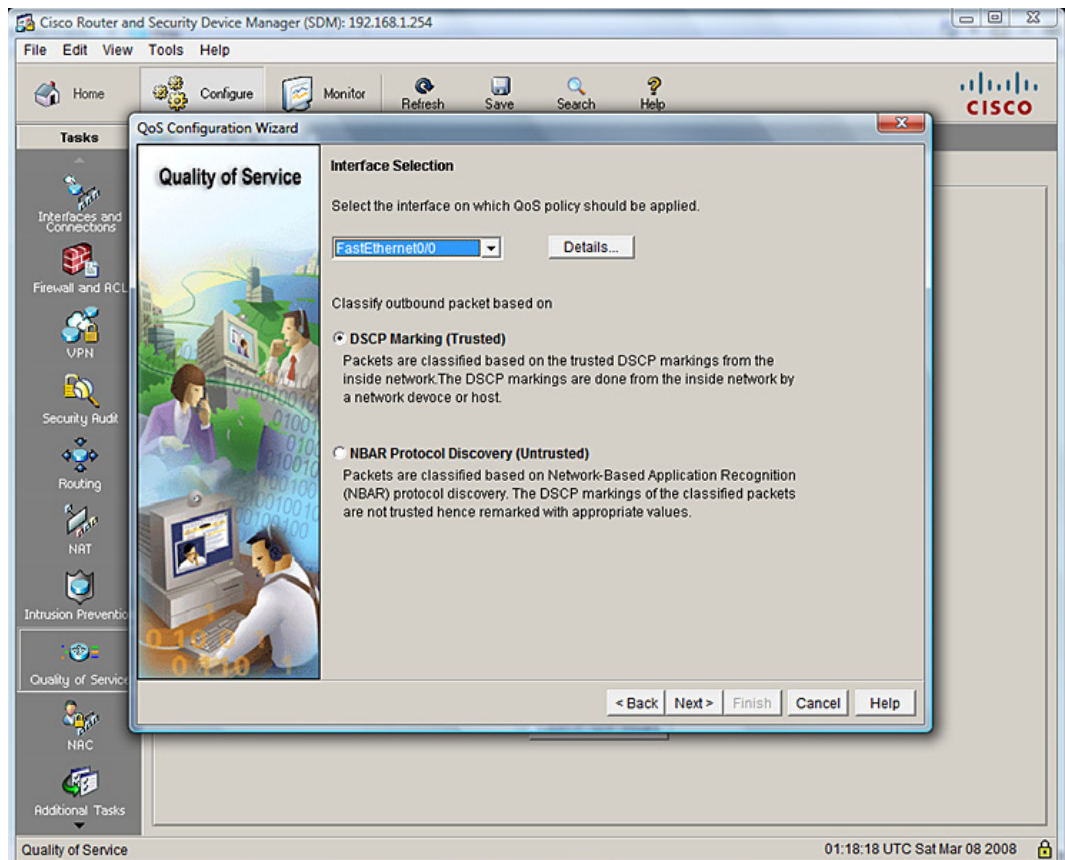 Cisco Router and Security Device Manager (SDM): 192.168.1.254
File Edit View Tools Help
Home Configure Monitor Refresh Save Search Help
CISCO
Tasks
Interfaces and
Connections
Firewall and ACL
VPN
Security Audit
Routing
NAT
Intrusion Preventio
Quality of Service
NAC
Additional Tasks
QoS Configuration Wizard
Quality of Service
Interface Selection
Select the interface on which QoS policy should be applied.
FastEthernet0/0 Details...
Classify outbound packet based on
DSCP Marking (Trusted)
Packets are classified based on the trusted DSCP markings from the
inside network.The DSCP markings are done from the inside network by
a network devoce or host.
NBAR Protocol Discovery (Untrusted)
Packets are classified based on Network-Based Application Recognition
(NBAR) protocol discovery. The DSCP markings of the classified packets
are not trusted hence remarked with appropriate values.
< Back Next > Finish Cancel Help
Quality of Service 01:18:18 UTC Sat Mar 08 2008